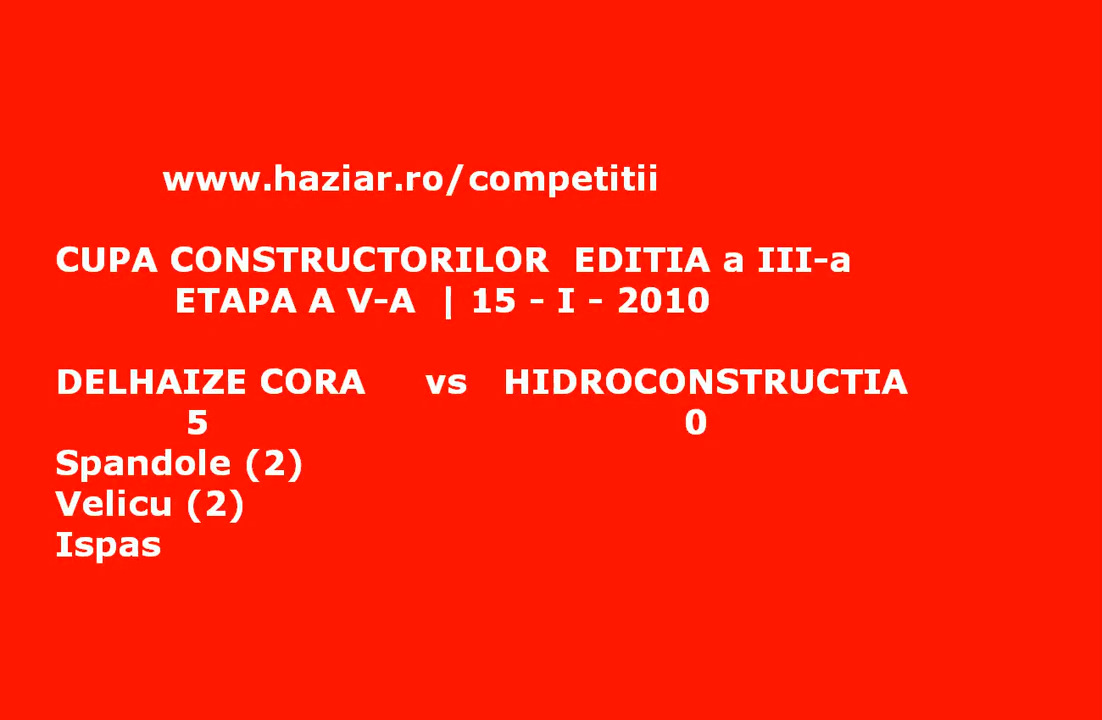 www.haziar.ro/competitii
CUPA CONSTRUCTORILOR EDITIA a III-a
ETAPA A V-A | 15 - I - 2010
DELHAIZE CORA vs HIDROCONSTRUCTIA
5 0
Spandole (2)
Velicu (2)
Ispas